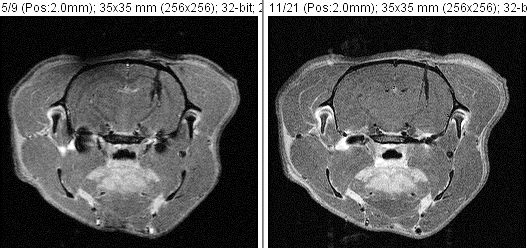 5/9 (Pos:2.0mm); 35x35 mm (256x256); 32-bit; 2
11/21 (Pos:2.0mm); 35x35 mm (256x256); 32-b